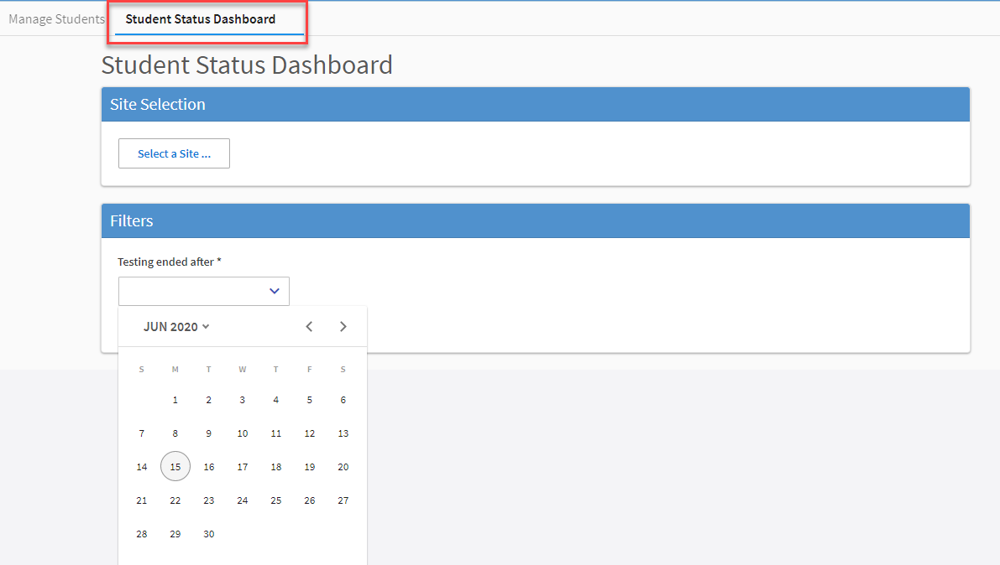 Manage Students
Student Status Dashboard
Student Status Dashboard
Site Selection
Select a Site ...
Filters
Testing ended after *
JUN 2020
S M T W T F S
1 2 3 4 5 6
7 8 9 10 11 12 13
14 15 16 17 18 19 20
21 22 23 24 25 26 27
28 29 30